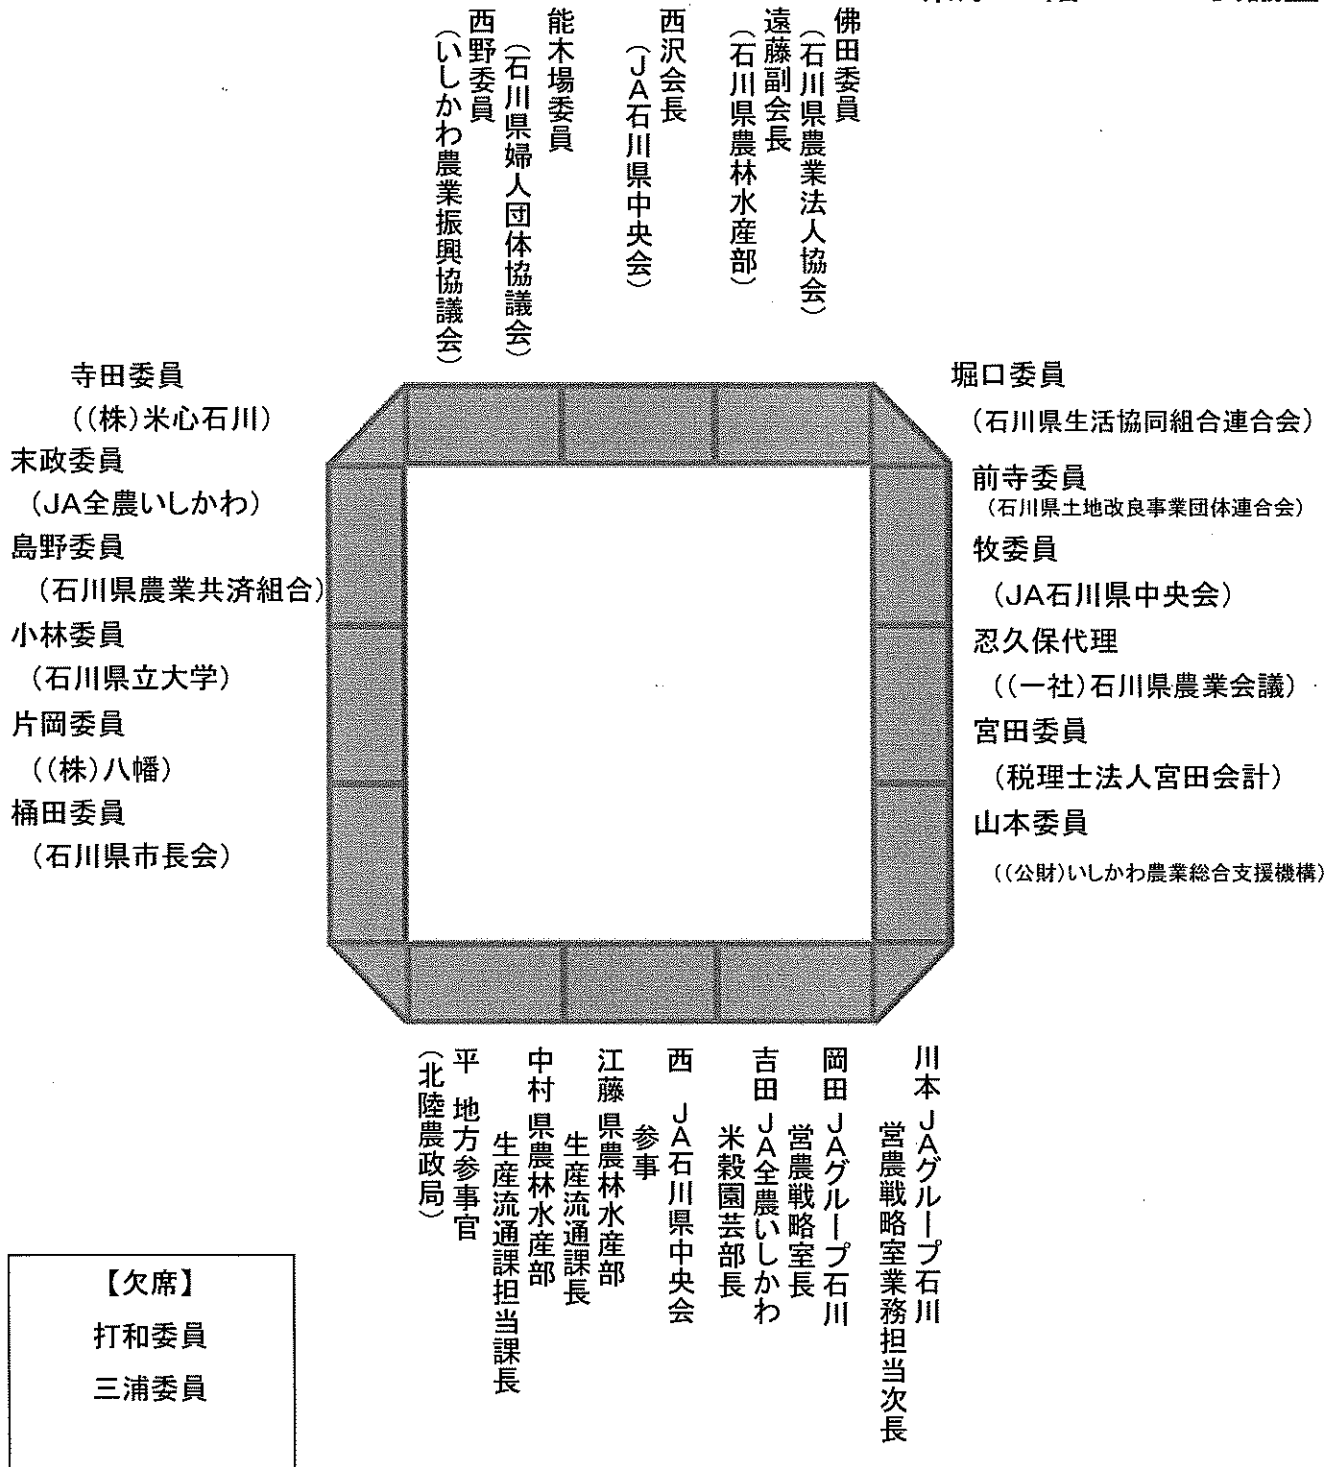 佛田委員
（石川県農業法人協会）
遠藤副会長
（石川県農林水産部）
西沢会長
（ＪＡ石川県中央会）
能木場委員
（石川県婦人団体協議会）
西野委員
（いしかわ農業振興協議会）
寺田委員
（(株)米心石川）
末政委員
（JA全農いしかわ）
島野委員
（石川県農業共済組合）
小林委員
（石川県立大学）
片岡委員
（(株)八幡）
桶田委員
（石川県市長会）
堀口委員
（石川県生活協同組合連合会）
前寺委員
（石川県土地改良事業団体連合会）
牧委員
（JA石川県中央会）
忍久保代理
（(一社)石川県農業会議）
宮田委員
（税理士法人宮田会計）
山本委員
（(公財)いしかわ農業総合支援機構）
川本 ＪＡグループ石川
営農戦略室業務担当次長
岡田 ＪＡグループ石川
営農戦略室長
吉田 ＪＡ全農いしかわ
米穀園芸部長
西　ＪＡ石川県中央会
参事
江藤 県農林水産部
生産流通課長
中村 県農林水産部
生産流通課担当課長
平 地方参事官
（北陸農政局）
【欠席】
打和委員
三浦委員